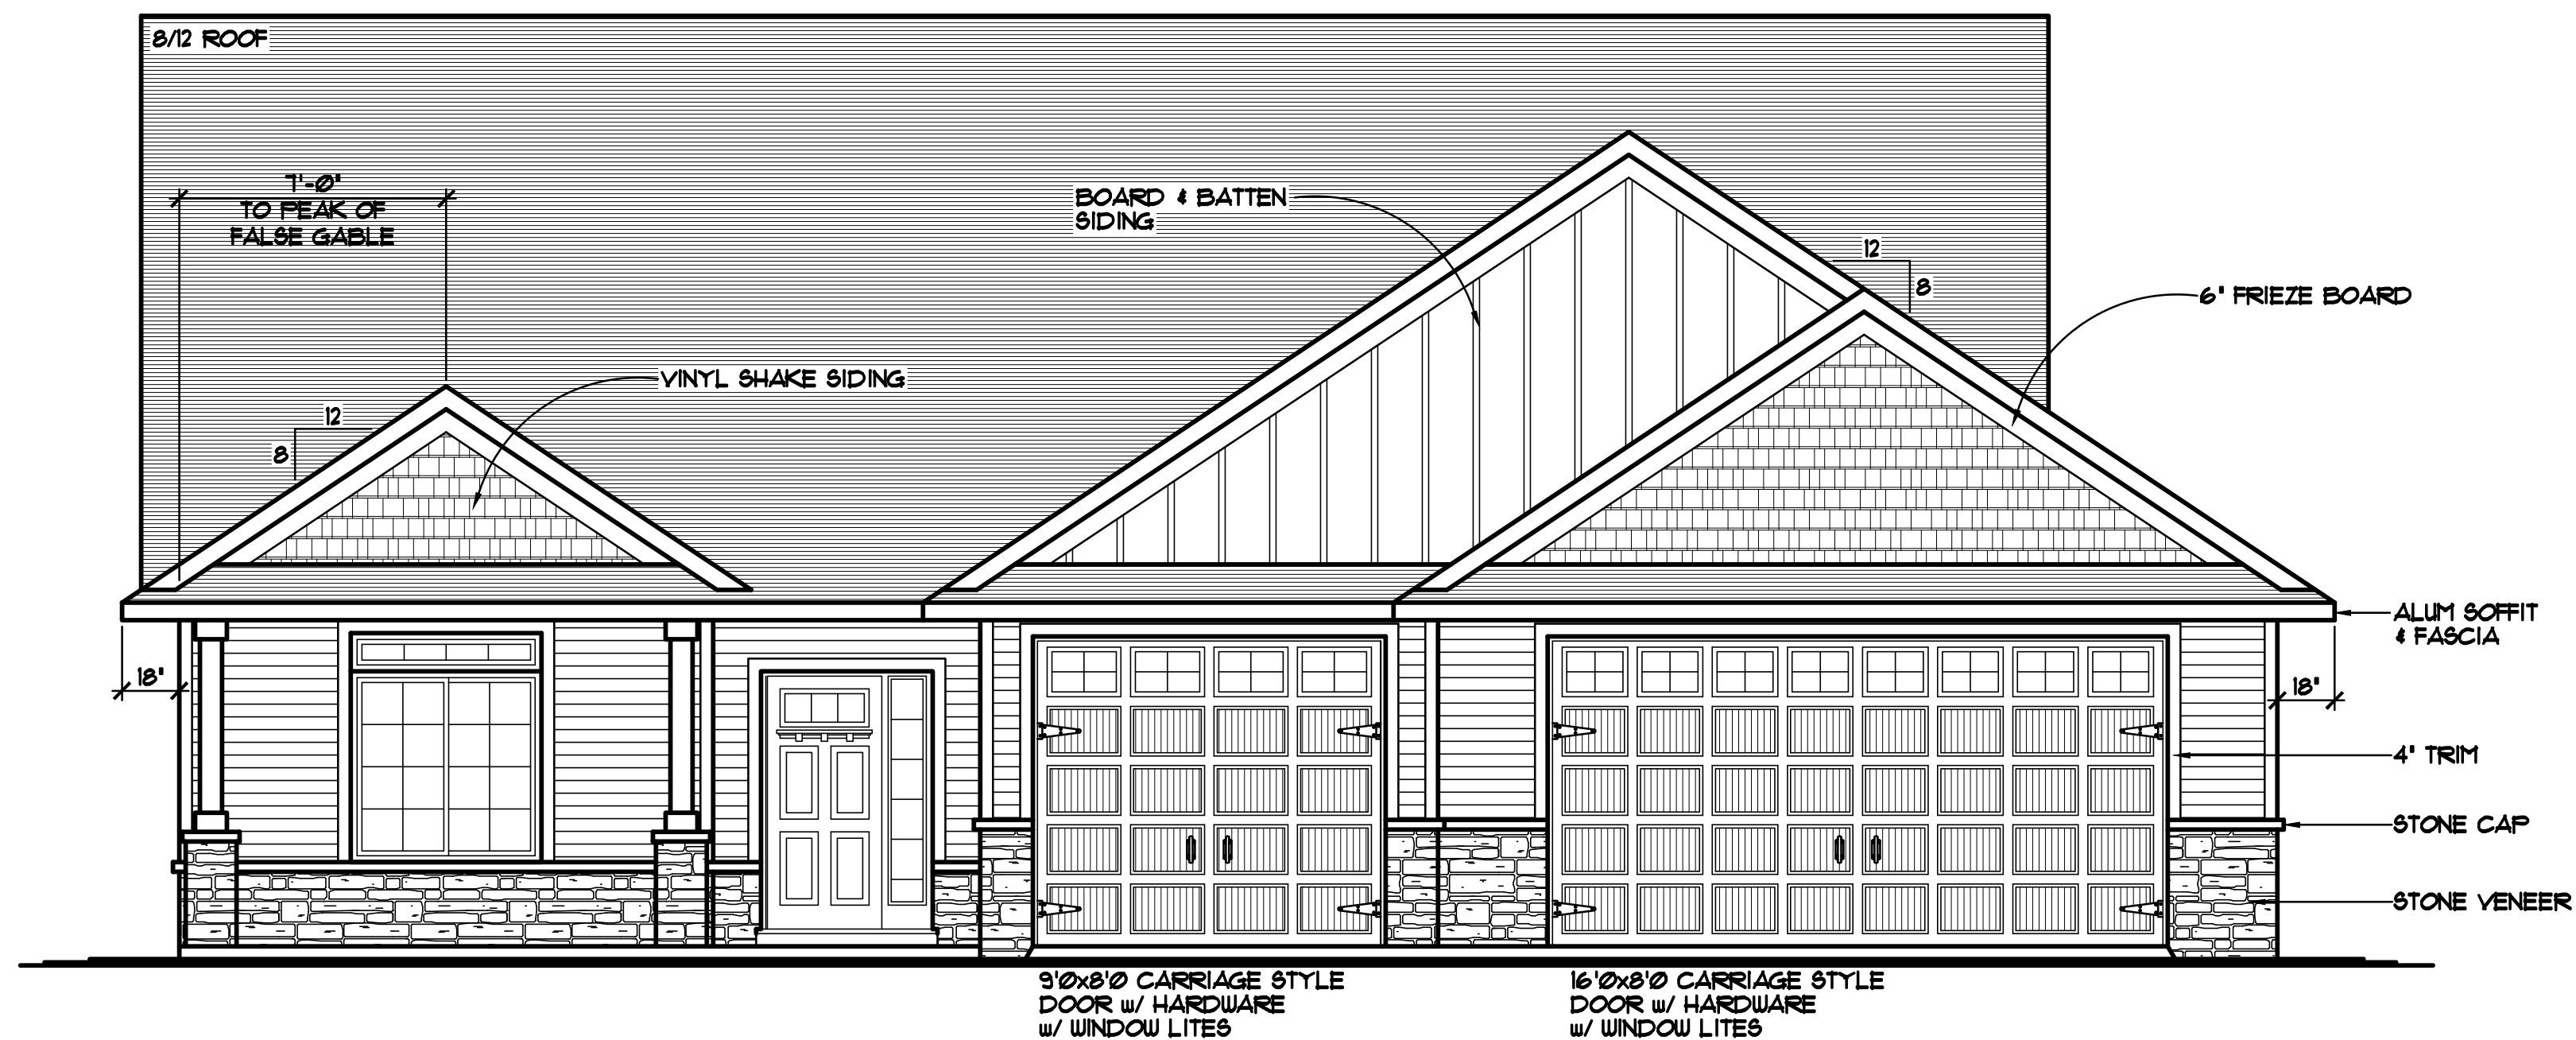 8/12 ROOF
7'-0"
TO PEAK OF
FALSE GABLE
BOARD & BATTEN
SIDING
12
8
6" FRIEZE BOARD
VINYL SHAKE SIDING
12
8
ALUM SOFFIT
& FASCIA
18"
18"
4" TRIM
STONE CAP
STONE VENEER
9'0x8'0 CARRIAGE STYLE
DOOR w/ HARDWARE
w/ WINDOW LITES
16'0x8'0 CARRIAGE STYLE
DOOR w/ HARDWARE
w/ WINDOW LITES